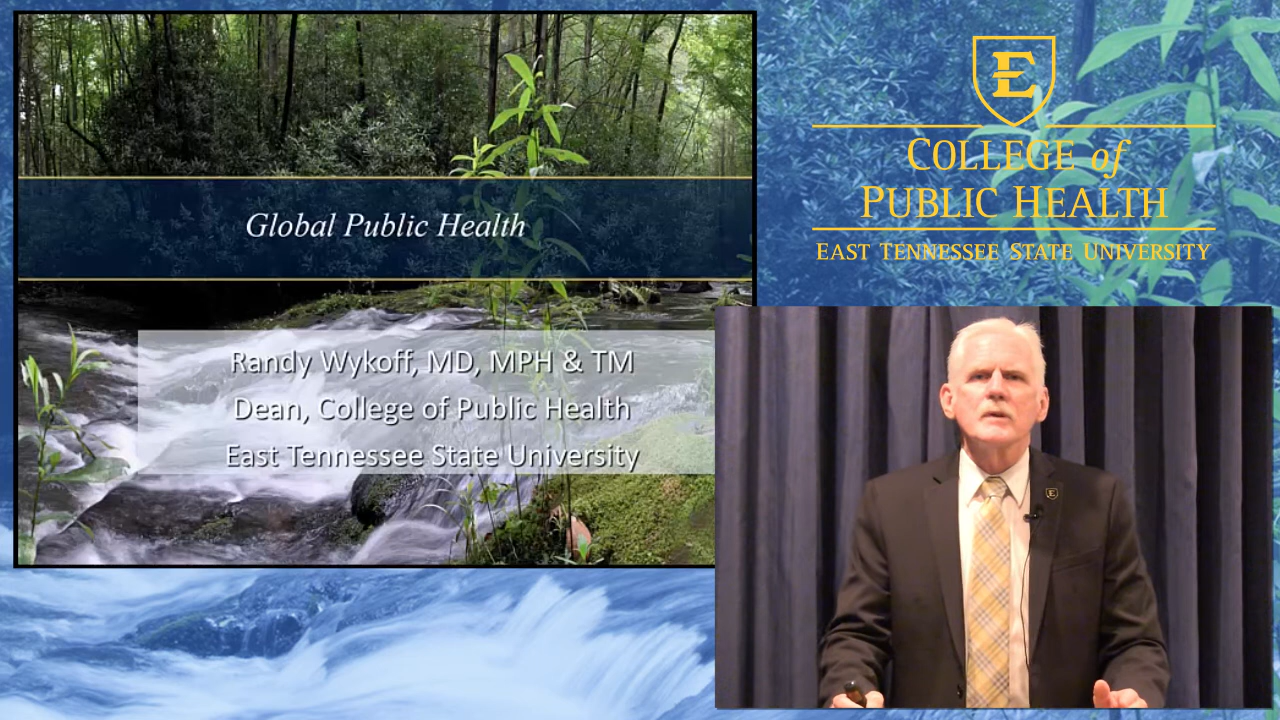 Global Public Health
Randy Wykoff, MD, MPH & TM
Dean, College of Public Health
East Tennessee State University
E
COLLEGE of
PUBLIC HEALTH
EAST TENNESSEE STATE UNIVERSITY
E